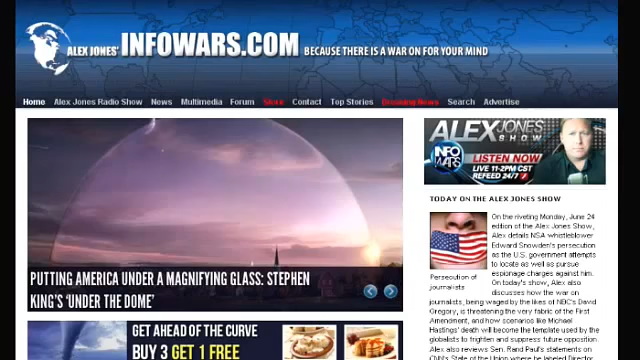 ALEX JONES' INFOWARS.COM BECAUSE THERE IS A WAR ON FOR YOUR MIND
Home Alex Jones Radio Show News Multimedia Forum Store Contact Top Stories Breaking News Search Advertise
PUTTING AMERICA UNDER A MAGNIFYING GLASS: STEPHEN
KING'S 'UNDER THE DOME'
GET AHEAD OF THE CURVE
BUY 3 GET 1 FREE
ALEX JONES
SHOW
INFO
WARS
LISTEN NOW
LIVE 11-2PM CST
REFEED 24/7
TODAY ON THE ALEX JONES SHOW
Persecution of
journalists
On the riveting Monday, June 24
edition of the Alex Jones Show,
Alex details NSA whistleblower
Edward Snowden's persecution
as the U.S. government attempts
to locate as well as pursue
espionage charges against him.
On today's show, Alex also
discusses how the war on
journalists, being waged by the likes of NBC's David
Gregory, is threatening the very fabric of the First
Amendment, and how scenarios like Michael
Hastings' death will become the template used by the
globalists to frighten and suppress future opposition.
Alex also reviews Sen. Rand Paul's statements on
CNN's State of the Union where he